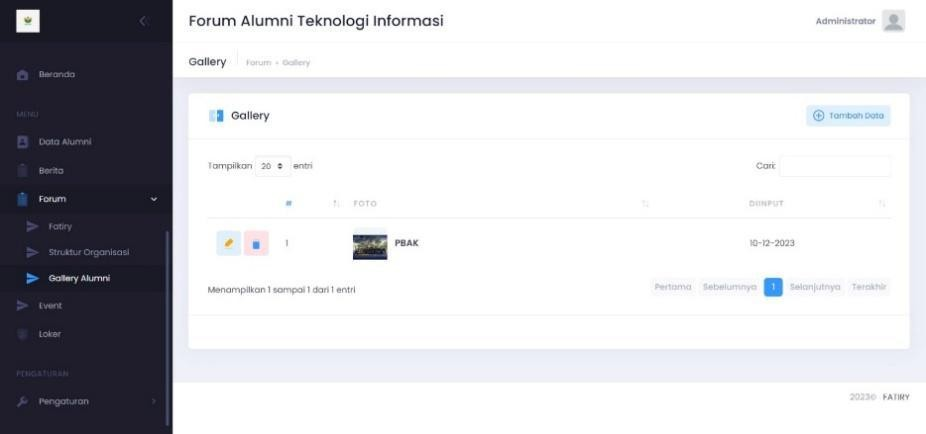 Forum Alumni Teknologi Informasi
Administrator
Beranda
MENU
Data Alumni
Berita
Forum
Fatiry
Struktur Organisasi
Gallery Alumni
Event
Loker
PENGATURAN
Pengaturan
Gallery
Forum • Gallery
Gallery
Tambah Data
Tampilkan 20 entri
Cari:
# FOTO DIINPUT
1 PBAK 10-12-2023
Menampilkan 1 sampai 1 dari 1 entri
Pertama Sebelumnya 1 Selanjutnya Terakhir
2023© FATIRY